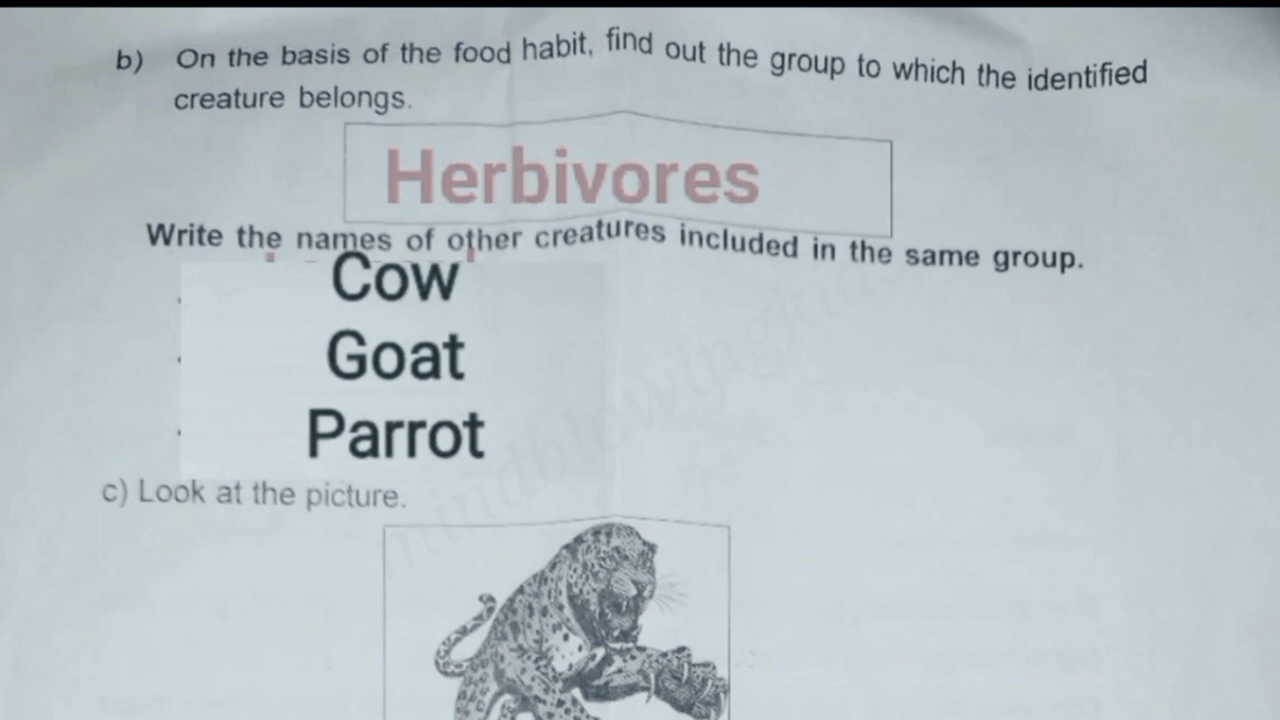 b) On the basis of the food habit, find out the group to which the identified
creature belongs.
Herbivores
Write the names of other creatures included in the same group.
Cow
Goat
Parrot
c) Look at the picture.